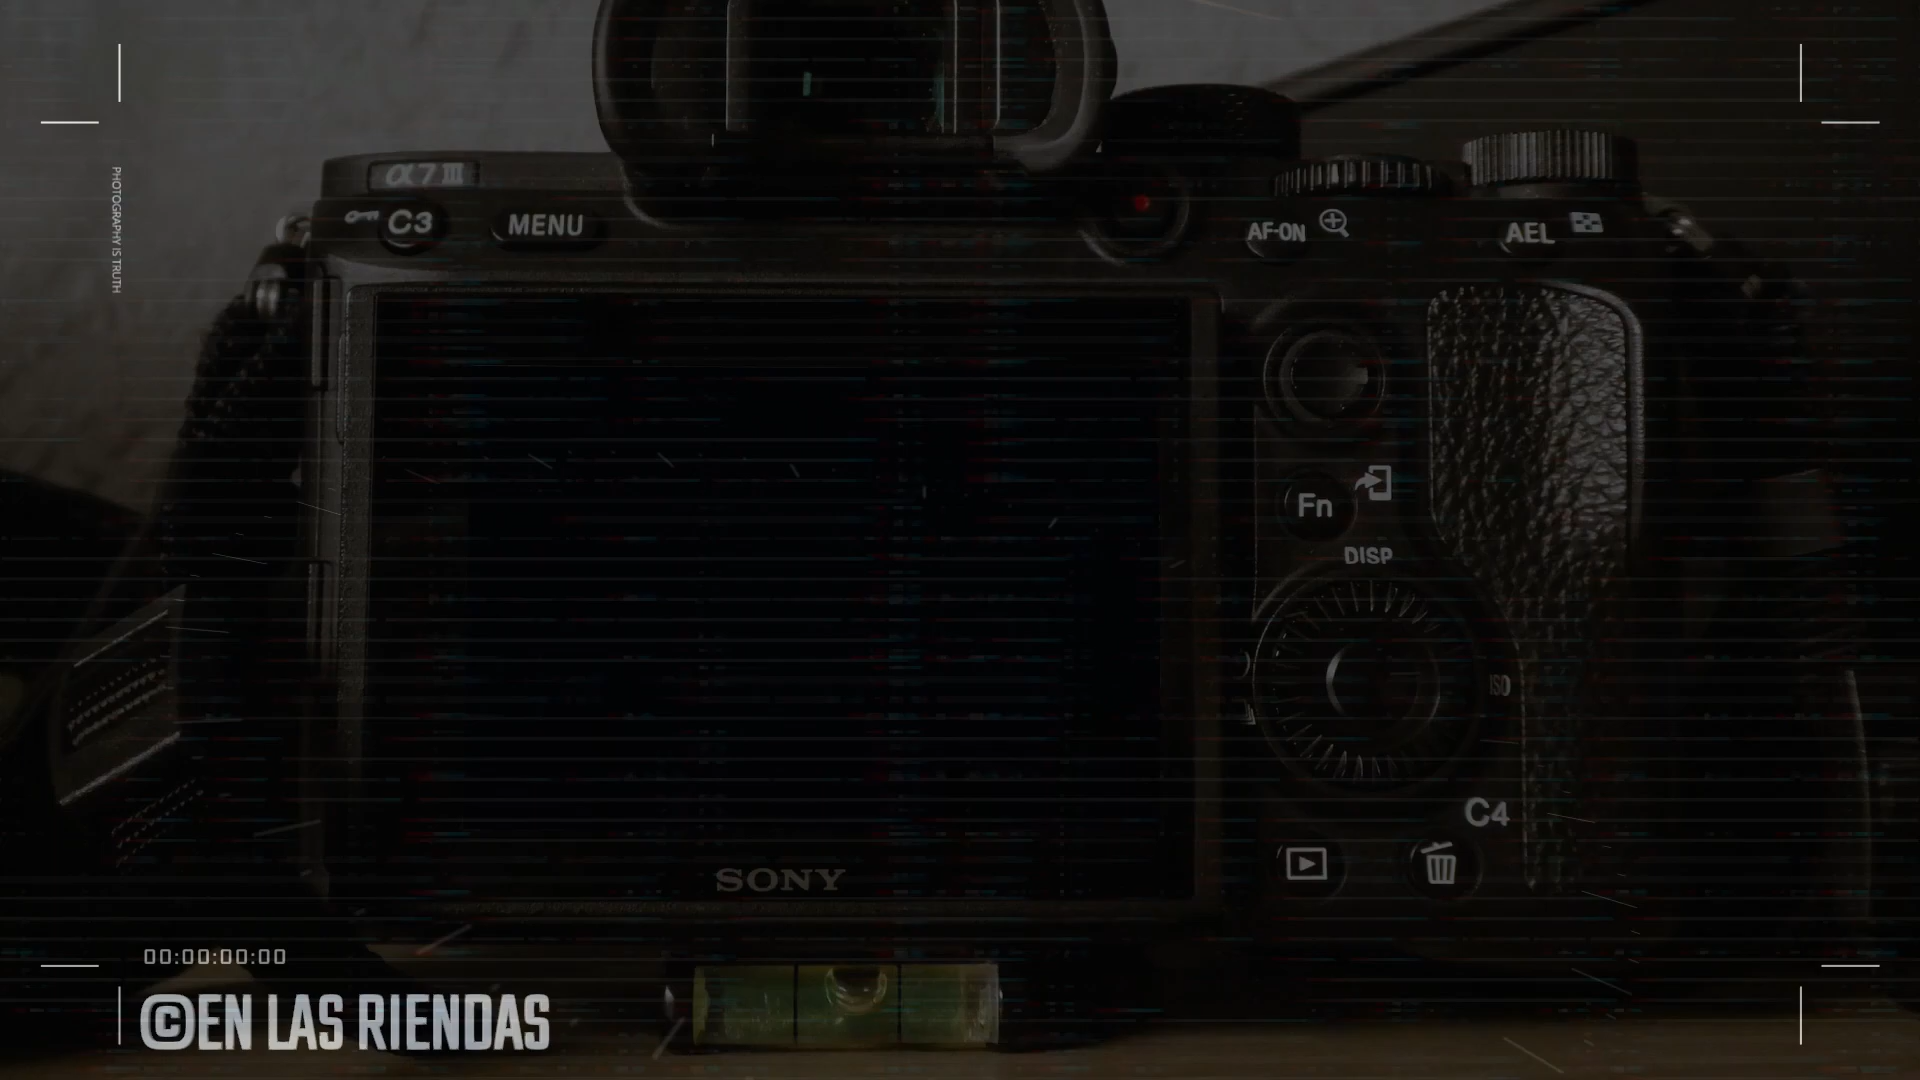 PHOTOGRAPHY IS TRUTH
α7III
C3
MENU
AF-ON
AEL
Fn
DISP
ISO
C4
SONY
00:00:00:00
©EN LAS RIENDAS